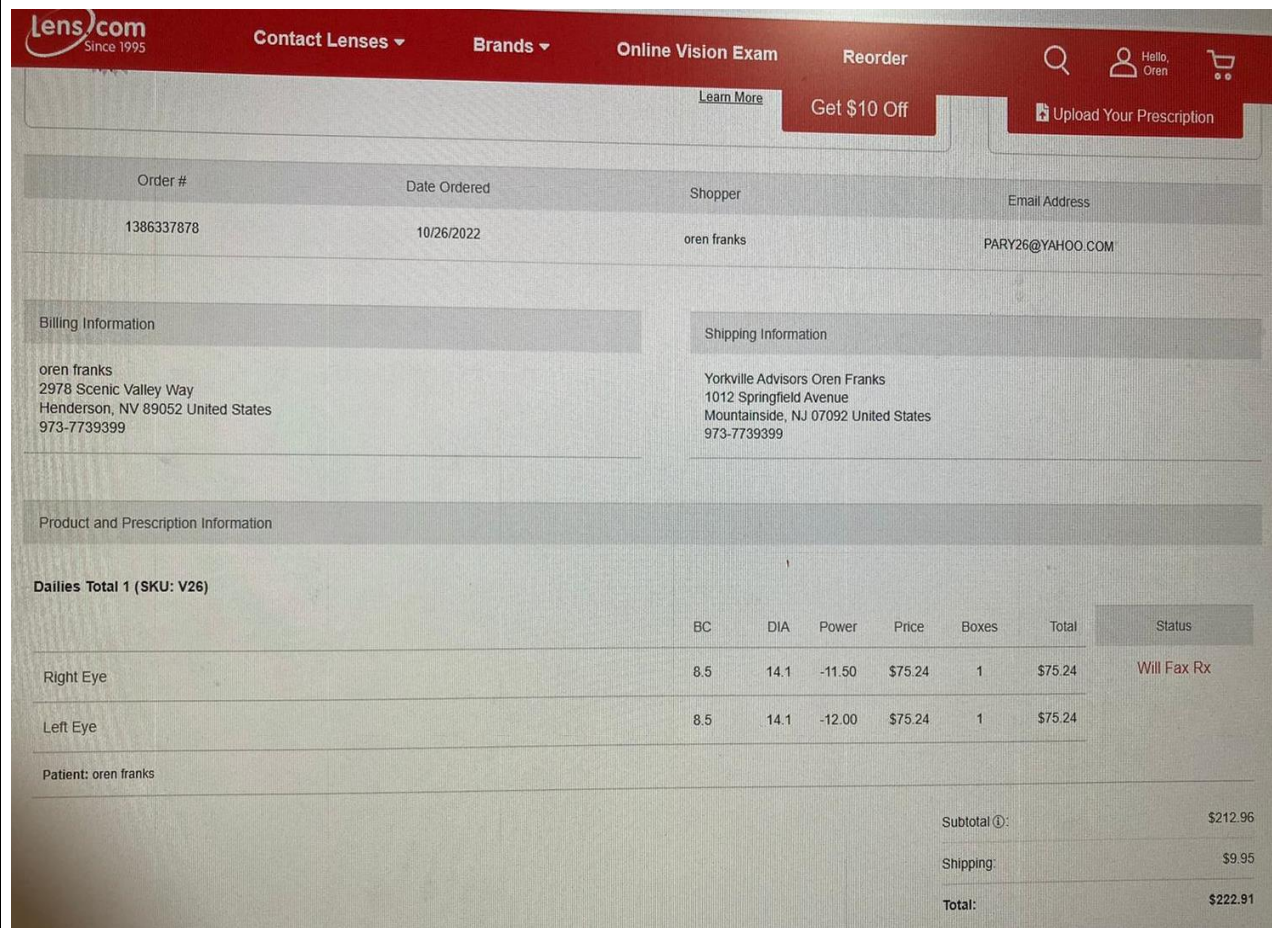 Lens.com
Since 1995
Contact Lenses
Brands
Online Vision Exam
Reorder
Hello,
Oren
Learn More
Get $10 Off
Upload Your Prescription
Order # Date Ordered Shopper Email Address
1386337878 10/26/2022 oren franks PARY26@YAHOO.COM
Billing Information
oren franks
2978 Scenic Valley Way
Henderson, NV 89052 United States
973-7739399
Shipping Information
Yorkville Advisors Oren Franks
1012 Springfield Avenue
Mountainside, NJ 07092 United States
973-7739399
Product and Prescription Information
Dailies Total 1 (SKU: V26)
BC DIA Power Price Boxes Total Status
Right Eye 8.5 14.1 -11.50 $75.24 1 $75.24 Will Fax Rx
Left Eye 8.5 14.1 -12.00 $75.24 1 $75.24
Patient: oren franks
Subtotal ⓘ: $212.96
Shipping: $9.95
Total: $222.91